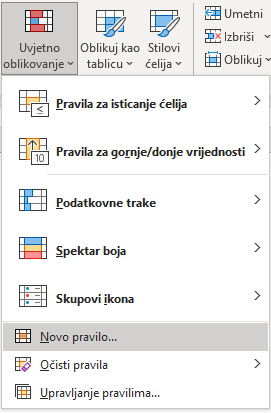 Uvjetno oblikovanje
Oblikuj kao tablicu
Stilovi ćelija
Umetni
Izbriši
Oblikuj
Pravila za isticanje ćelija
Pravila za gornje/donje vrijednosti
10
Podatkovne trake
Spektar boja
Skupovi ikona
Novo pravilo...
Očisti pravila
Upravljanje pravilima...